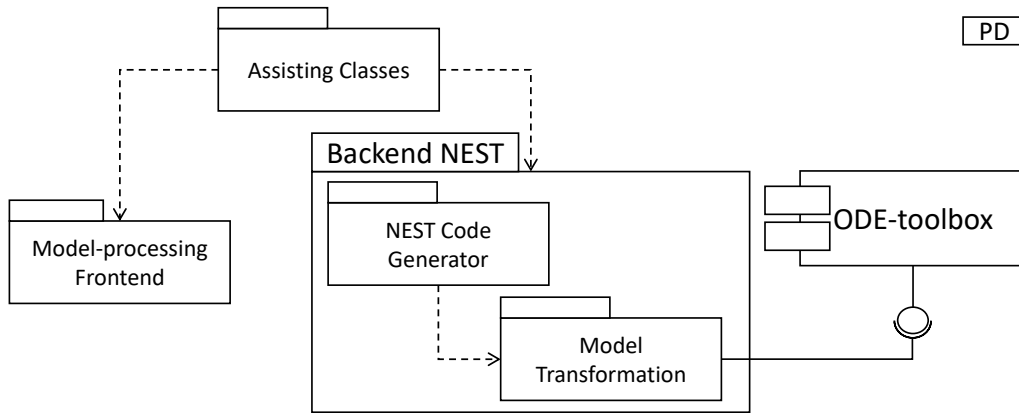 PD
Assisting Classes
Backend NEST
Model-processing
Frontend
NEST Code
Generator
ODE-toolbox
Model
Transformation